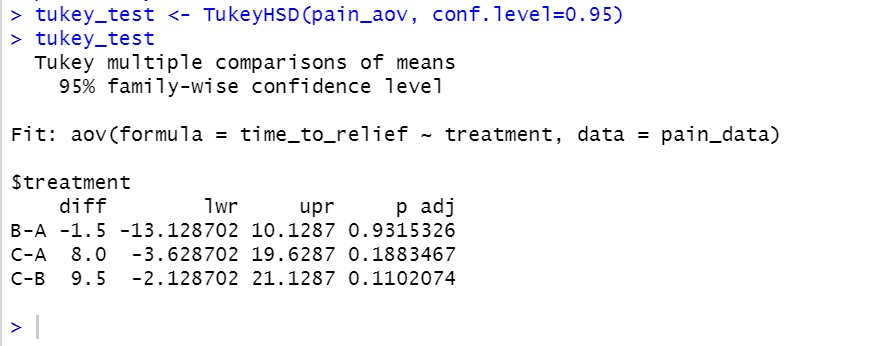 > tukey_test <- TukeyHSD(pain_aov, conf.level=0.95)
> tukey_test
  Tukey multiple comparisons of means
    95% family-wise confidence level

Fit: aov(formula = time_to_relief ~ treatment, data = pain_data)

$treatment
    diff        lwr     upr     p adj
B-A -1.5 -13.128702 10.1287 0.9315326
C-A  8.0  -3.628702 19.6287 0.1883467
C-B  9.5  -2.128702 21.1287 0.1102074

>